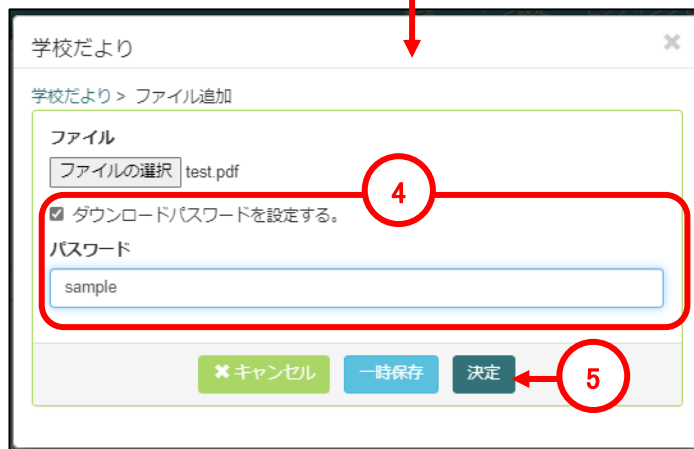 学校だより ×
学校だより > ファイル追加
ファイル
ファイルの選択 test.pdf
4
ダウンロードパスワードを設定する。
パスワード
sample
✖キャンセル 一時保存 決定 5